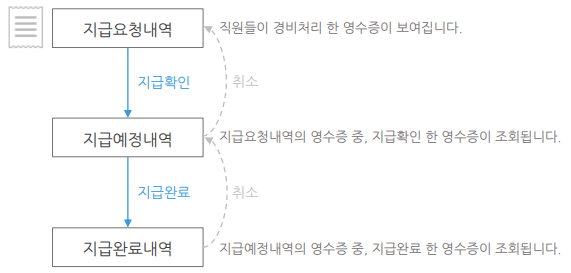 지급요청내역 직원들이 경비처리 한 영수증이 보여집니다.
지급확인 취소
지급예정내역 지급요청내역의 영수증 중, 지급확인 한 영수증이 조회됩니다.
지급완료 취소
지급완료내역 지급예정내역의 영수증 중, 지급완료 한 영수증이 조회됩니다.